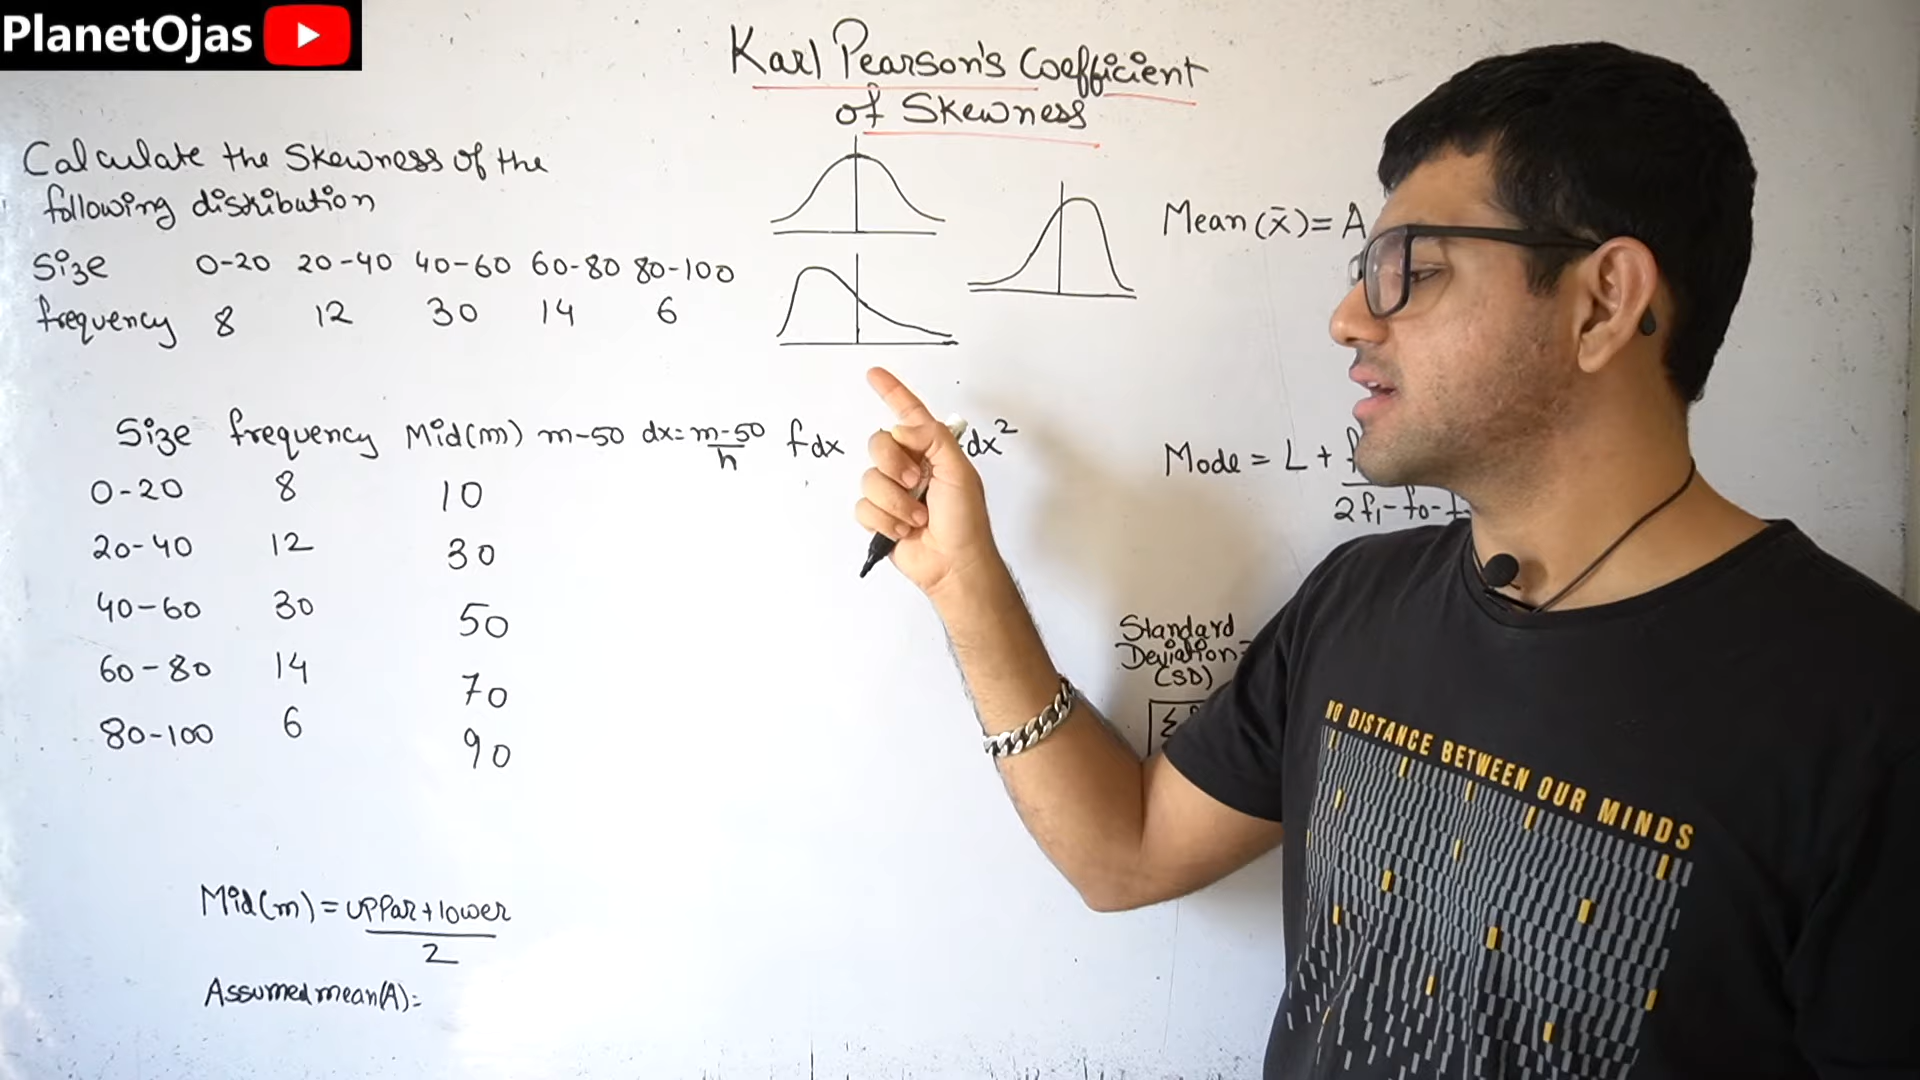 PlanetOjas
Karl Pearson's Coefficient
of Skewness
Calculate the Skewness of the
following distribution
Size 0-20 20-40 40-60 60-80 80-100
frequency 8 12 30 14 6
Mean (x̄) = A
Size frequency Mid(m) m-50 dx = m-50 fdx dx²
h
0-20 8 10
20-40 12 30
40-60 30 50
60-80 14 70
80-100 6 90
Mode = L +
2f₁-f₀-
Standard
Deviation =
(SD)
Σ
Mid(m) = uppar + lower
2
Assumed mean(A) =
NO DISTANCE BETWEEN OUR MINDS